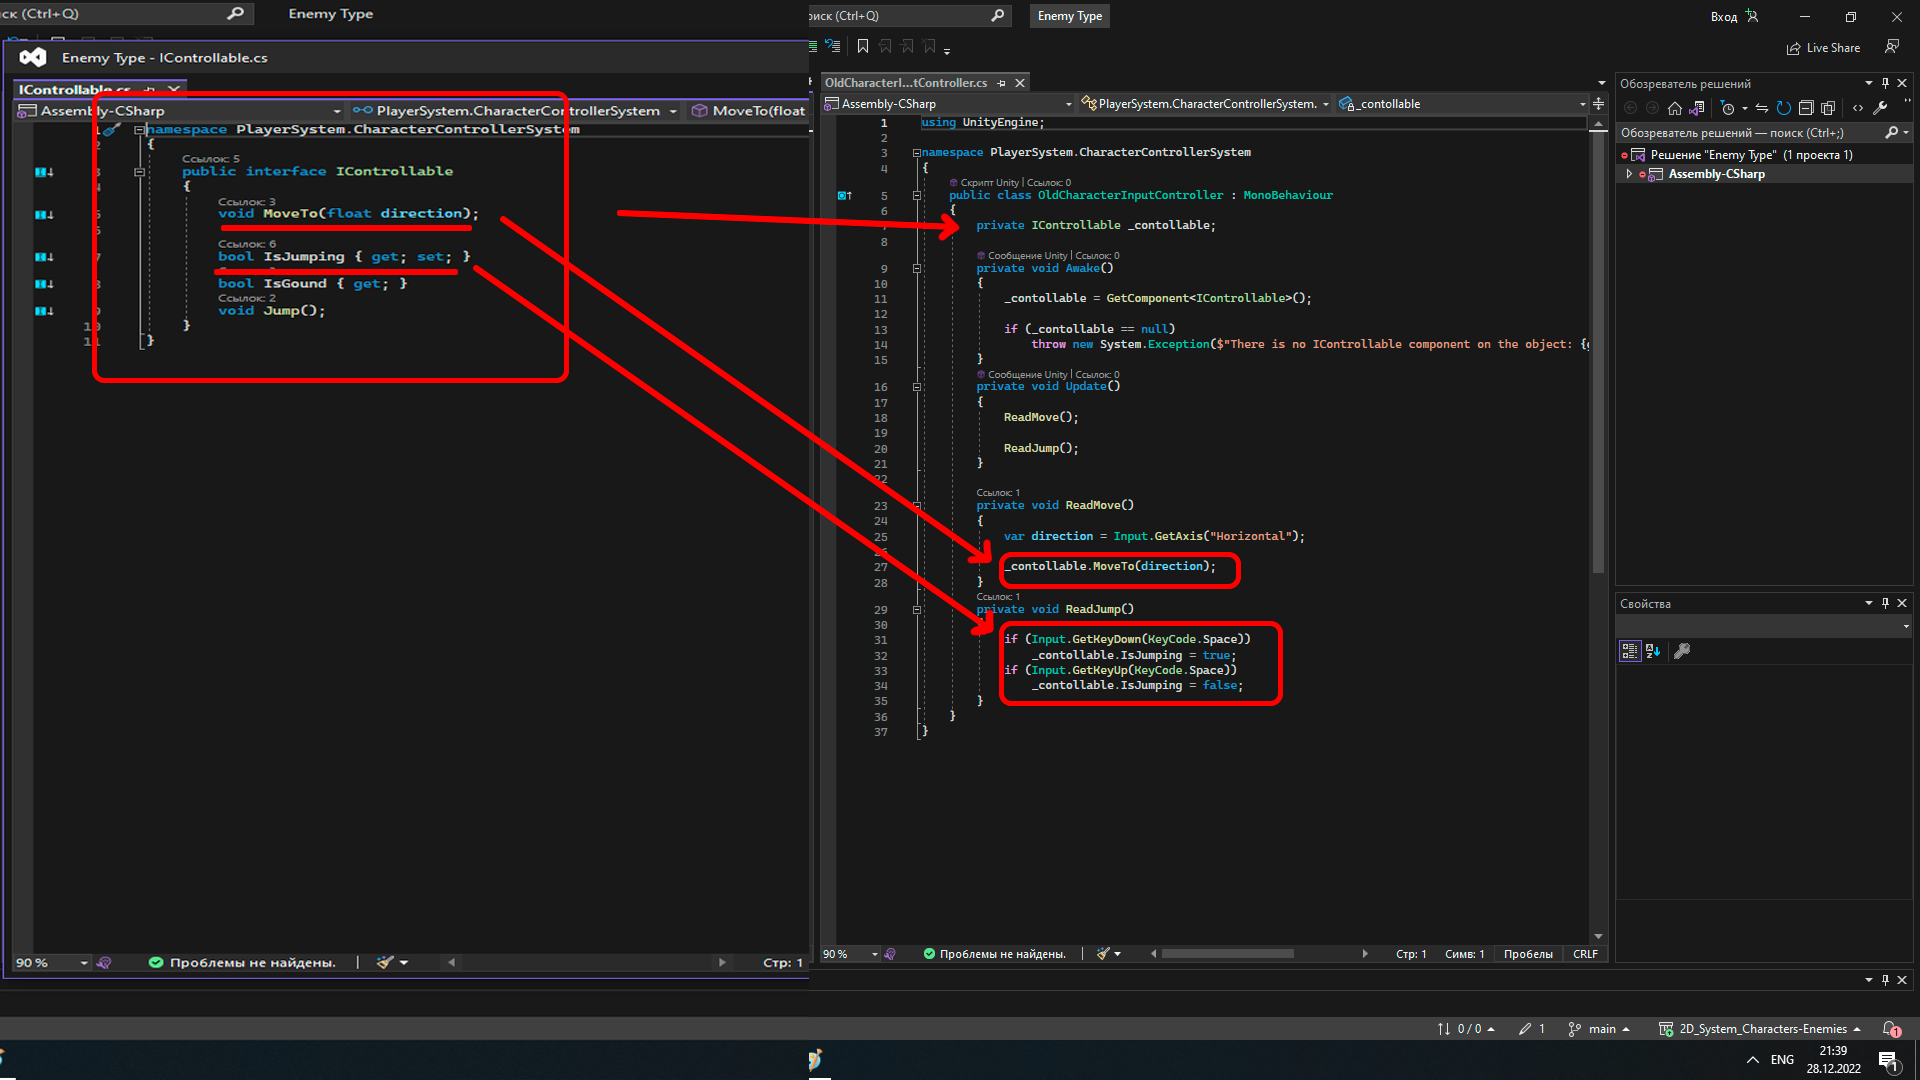 ск (Ctrl+Q)
Enemy Type
Enemy Type - IControllable.cs
IControllable.cs
Assembly-CSharp
PlayerSystem.CharacterControllerSystem
MoveTo(float
1 namespace PlayerSystem.CharacterControllerSystem
2 {
Ссылок: 5
public interface IControllable
{
Ссылок: 3
void MoveTo(float direction);
Ссылок: 6
bool IsJumping { get; set; }
bool IsGound { get; }
Ссылок: 2
void Jump();
10 }
11 }
90 %
Проблемы не найдены.
Стр: 1
оиск (Ctrl+Q)
Enemy Type
Вход
Live Share
OldCharacterI...tController.cs
Assembly-CSharp
PlayerSystem.CharacterControllerSystem.
_contollable
1 using UnityEngine;
2
3 namespace PlayerSystem.CharacterControllerSystem
4 {
Скрипт Unity | Ссылок: 0
5 public class OldCharacterInputController : MonoBehaviour
6 {
7 private IControllable _contollable;
8
Сообщение Unity | Ссылок: 0
9 private void Awake()
10 {
11 _contollable = GetComponent<IControllable>();
12
13 if (_contollable == null)
14 throw new System.Exception($"There is no IControllable component on the object: {g
15 }
Сообщение Unity | Ссылок: 0
16 private void Update()
17 {
18 ReadMove();
19
20 ReadJump();
21 }
22
Ссылок: 1
23 private void ReadMove()
24 {
25 var direction = Input.GetAxis("Horizontal");
26
27 _contollable.MoveTo(direction);
28 }
Ссылок: 1
29 private void ReadJump()
30
31 if (Input.GetKeyDown(KeyCode.Space))
32 _contollable.IsJumping = true;
33 if (Input.GetKeyUp(KeyCode.Space))
34 _contollable.IsJumping = false;
35 }
36 }
37 }
90 %
Проблемы не найдены.
Стр: 1
Симв: 1
Пробелы
CRLF
Обозреватель решений
Обозреватель решений — поиск (Ctrl+;)
Решение "Enemy Type" (1 проекта 1)
Assembly-CSharp
Свойства
0 / 0
1
main
2D_System_Characters-Enemies
1
ENG
21:39
28.12.2022
1